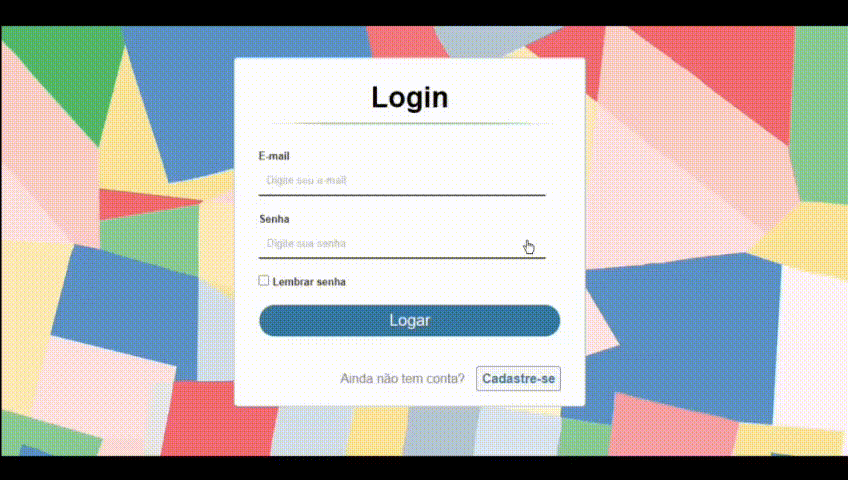 Login
E-mail
Digite seu e-mail
Senha
Digite sua senha
Lembrar senha
Logar
Ainda não tem conta? Cadastre-se